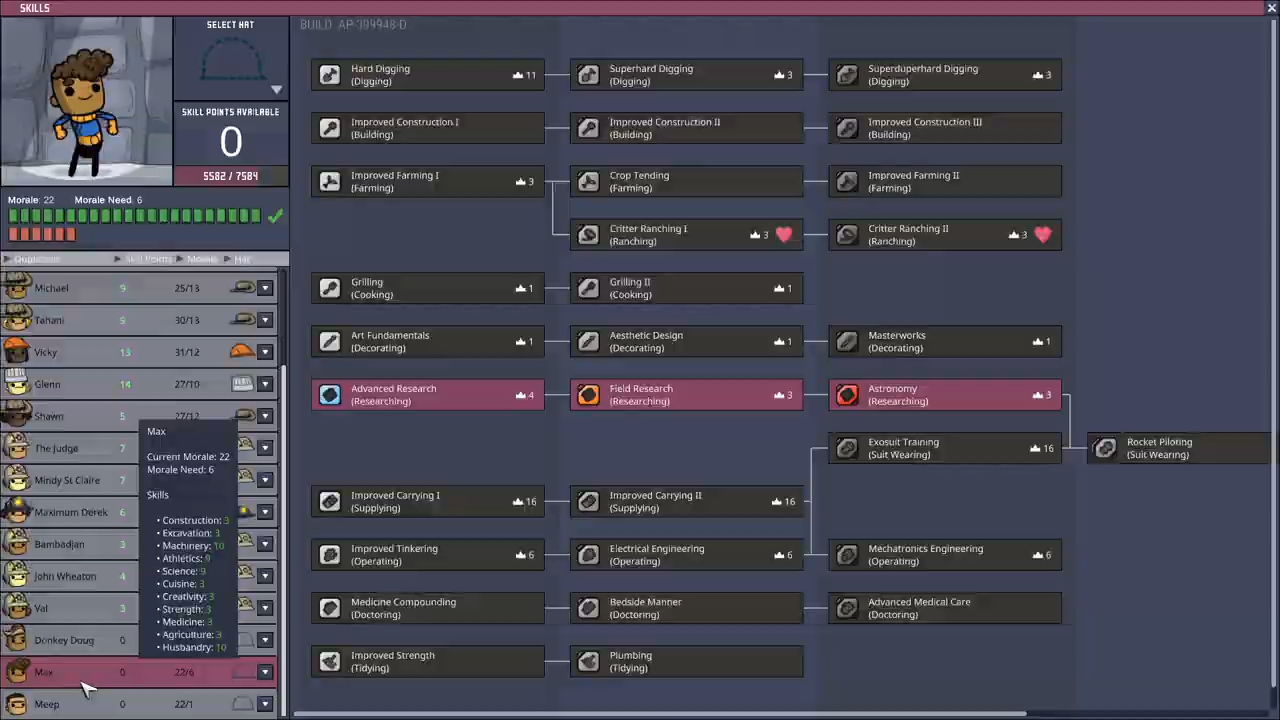 SKILLS
BUILD AP-399948-D
SELECT HAT
SKILL POINTS AVAILABLE
0
5582 / 7584
Morale: 22 Morale Need: 6
Michael 9 25/13
Tahani 9 30/13
Vicky 13 31/12
Glenn 14 27/10
Shawn 5 27/12
The Judge 7
Mindy St Claire 7
Maximum Derek 6
Bambadjan 3
John Wheaton 4
Val 3
Donkey Doug 0
Max 0 22/6
Meep 0 22/1
Max
Current Morale: 22
Morale Need: 6
Skills
• Construction: 3
• Excavation: 3
• Machinery: 10
• Athletics: 9
• Science: 9
• Cuisine: 3
• Creativity: 3
• Strength: 3
• Medicine: 3
• Agriculture: 3
• Husbandry: 10
Hard Digging
(Digging) 11
Superhard Digging
(Digging) 3
Superduperhard Digging
(Digging) 3
Improved Construction I
(Building)
Improved Construction II
(Building)
Improved Construction III
(Building)
Improved Farming I
(Farming) 3
Crop Tending
(Farming)
Improved Farming II
(Farming)
Critter Ranching I
(Ranching) 3
Critter Ranching II
(Ranching) 3
Grilling
(Cooking) 1
Grilling II
(Cooking) 1
Art Fundamentals
(Decorating) 1
Aesthetic Design
(Decorating) 1
Masterworks
(Decorating) 1
Advanced Research
(Researching) 4
Field Research
(Researching) 3
Astronomy
(Researching) 3
Exosuit Training
(Suit Wearing) 16
Rocket Piloting
(Suit Wearing)
Improved Carrying I
(Supplying) 16
Improved Carrying II
(Supplying) 16
Improved Tinkering
(Operating) 6
Electrical Engineering
(Operating) 6
Mechatronics Engineering
(Operating) 6
Medicine Compounding
(Doctoring)
Bedside Manner
(Doctoring)
Advanced Medical Care
(Doctoring)
Improved Strength
(Tidying)
Plumbing
(Tidying)